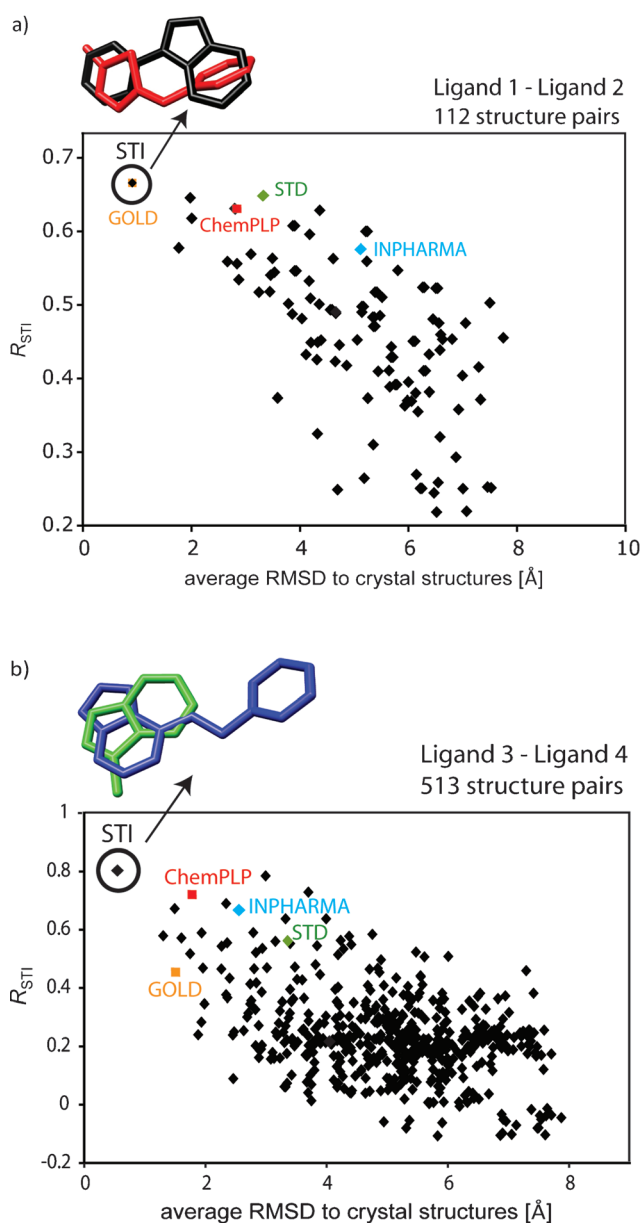 a)
Ligand 1 - Ligand 2
112 structure pairs
0.7
STI
STD
GOLD
ChemPLP
0.6
INPHARMA
0.5
R_STI
0.4
0.3
0.2
0 2 4 6 8 10
average RMSD to crystal structures [Å]
b)
Ligand 3 - Ligand 4
513 structure pairs
1
STI
ChemPLP
0.8
INPHARMA
0.6
STD
GOLD
0.4
R_STI
0.2
0
-0.2
0 2 4 6 8
average RMSD to crystal structures [Å]